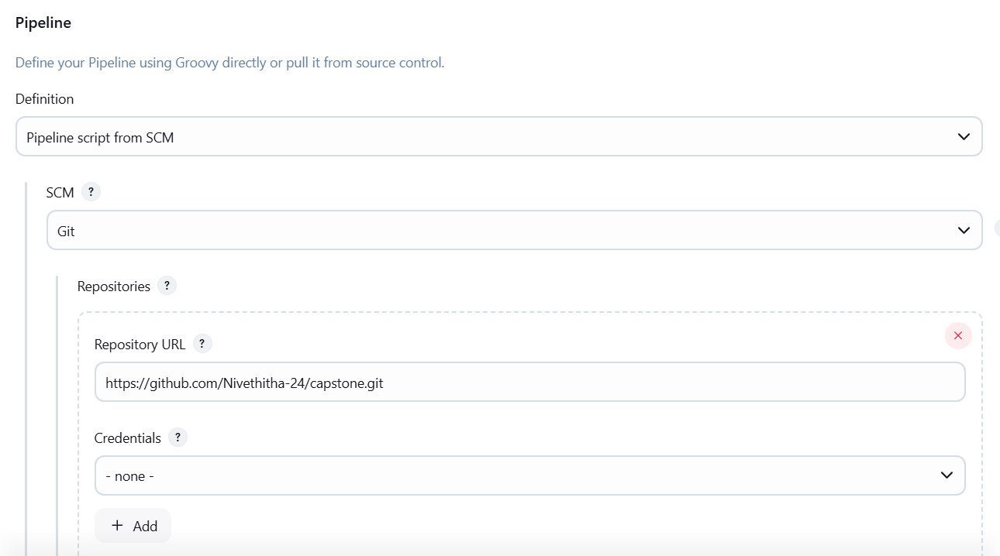 Pipeline
Define your Pipeline using Groovy directly or pull it from source control.
Definition
Pipeline script from SCM
SCM ?
Git
Repositories ?
Repository URL ?
https://github.com/Nivethitha-24/capstone.git
Credentials ?
- none -
+ Add